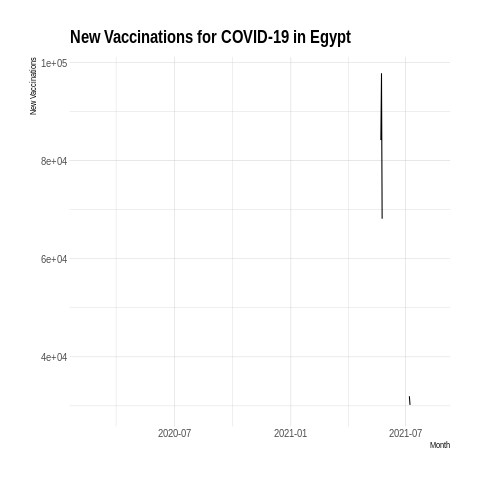 New Vaccinations for COVID-19 in Egypt
New Vaccinations
1e+05
8e+04
6e+04
4e+04
2020-07
2021-01
2021-07
Month